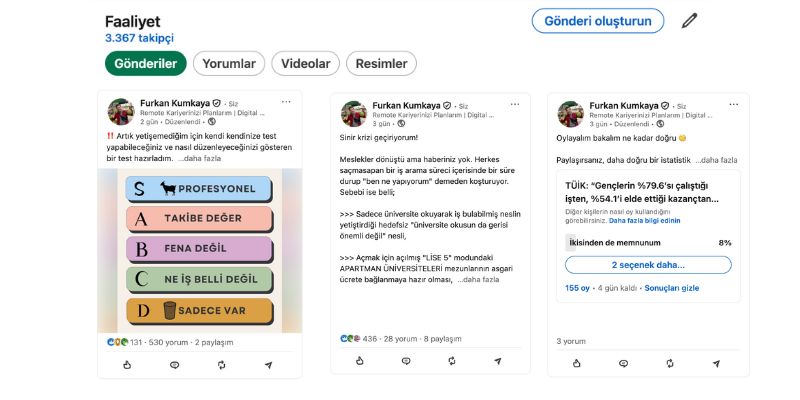 Faaliyet
3.367 takipçi
Gönderi oluşturun
Gönderiler
Yorumlar
Videolar
Resimler
Furkan Kumkaya • Siz
Remote Kariyerinizi Planlarım | Digital ...
2 gün • Düzenlendi •
!! Artık yetişemediğim için kendi kendinize test
yapabileceğiniz ve nasıl düzenleyeceğinizi gösteren
bir test hazırladım. ...daha fazla
S PROFESYONEL
A TAKİBE DEĞER
B FENA DEĞİL
C NE İŞ BELLİ DEĞİL
D SADECE VAR
131 • 530 yorum • 2 paylaşım
Furkan Kumkaya • Siz
Remote Kariyerinizi Planlarım | Digital ...
3 gün •
Sinir krizi geçiriyorum!
Meslekler dönüştü ama haberiniz yok. Herkes
saçmasapan bir iş arama süreci içerisinde bir süre
durup "ben ne yapıyorum" demeden koşturuyor.
Sebebi ise belli;
>>> Sadece üniversite okuyarak iş bulabilmiş neslin
yetiştirdiği hedefsiz "üniversite okusun da gerisi
önemli değil" nesli,
>>> Açmak için açılmış "LİSE 5" modundaki
APARTMAN ÜNİVERSİTELERİ mezunlarının asgari
ücrete bağlanmaya hazır olması, ...daha fazla
436 • 28 yorum • 8 paylaşım
Furkan Kumkaya • Siz
Remote Kariyerinizi Planlarım | Digital ...
3 gün • Düzenlendi •
Oylayalım bakalım ne kadar doğru
Paylaşırsanız, daha doğru bir istatistik ...daha fazla
TÜİK: “Gençlerin %79.6’sı çalıştığı
işten, %54.1’i elde ettiği kazançtan...
Diğer kişilerin nasıl oy kullandığını
görebilirsiniz. Daha fazla bilgi edinin
İkisinden de memnunum 8%
2 seçenek daha...
155 oy • 4 gün kaldı • Sonuçları gizle
3 yorum